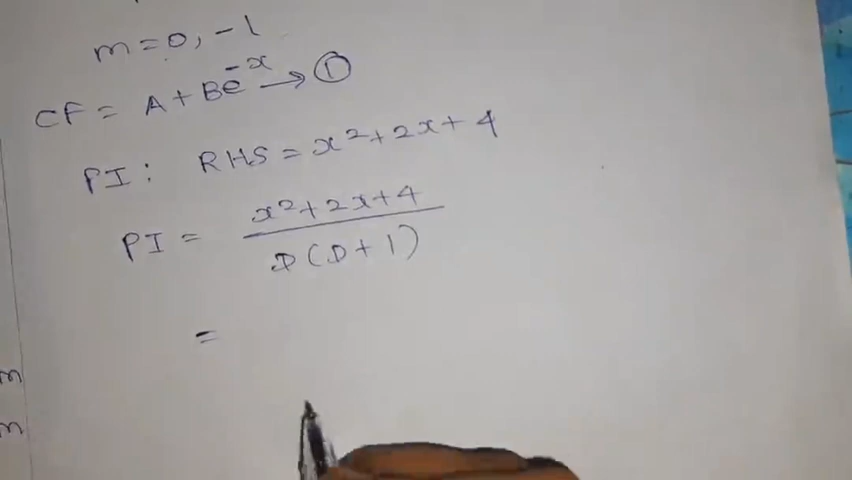 m = 0, -1
CF = A + Be^-x → ①
PI : RHS = x² + 2x + 4
PI = x² + 2x + 4
D(D + 1)
=
m
m